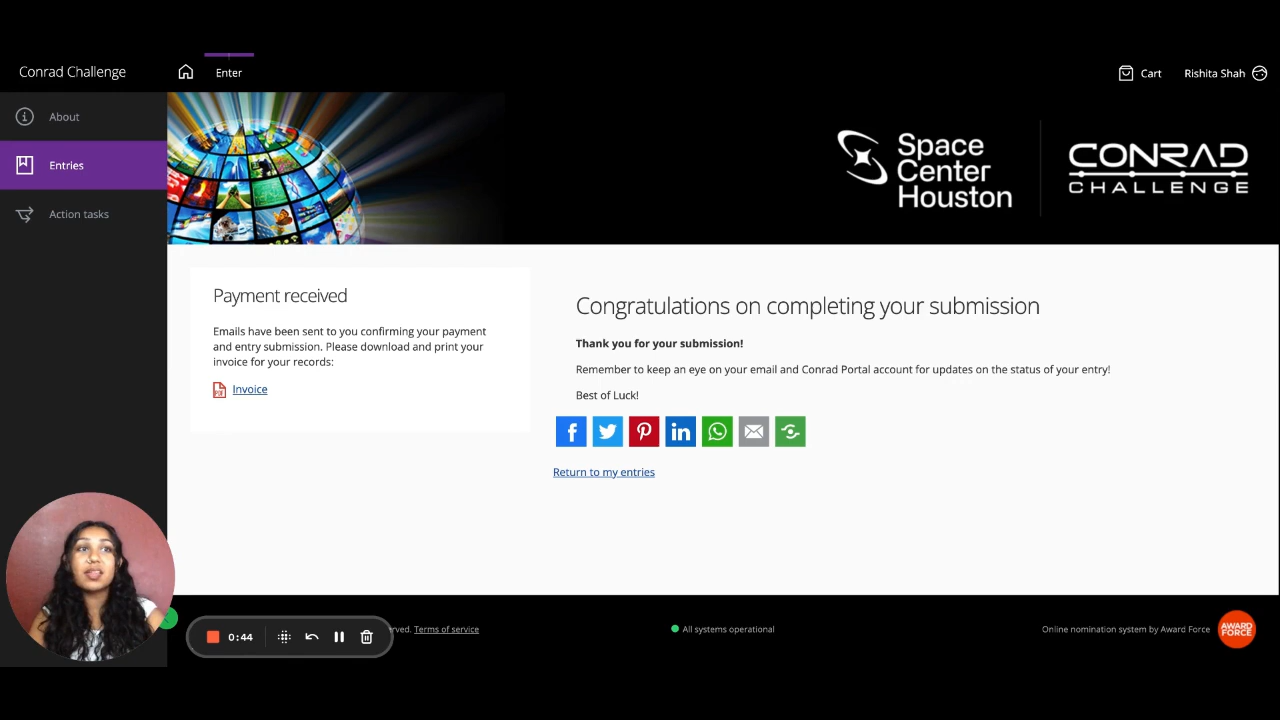 Conrad Challenge
Enter
Cart
Rishita Shah
About
Entries
Action tasks
Space
Center
Houston
CONRAD
CHALLENGE
Payment received
Emails have been sent to you confirming your payment
and entry submission. Please download and print your
invoice for your records:
PDF
Invoice
Congratulations on completing your submission
Thank you for your submission!
Remember to keep an eye on your email and Conrad Portal account for updates on the status of your entry!
Best of Luck!
Return to my entries
0:44
rved. Terms of service
All systems operational
Online nomination system by Award Force
AWARD
FORCE